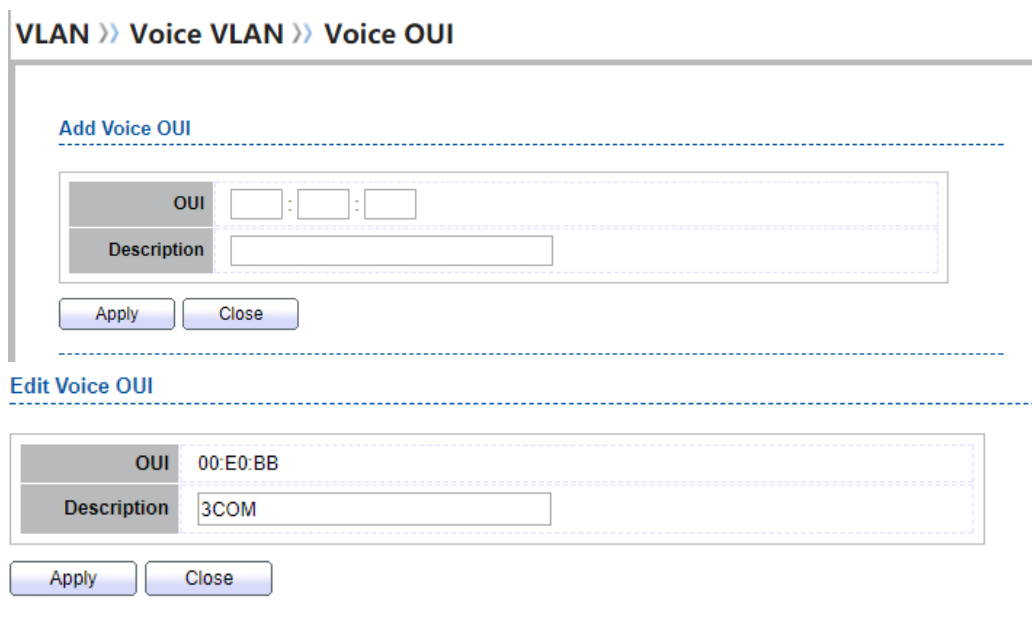 VLAN 》 Voice VLAN 》 Voice OUI
Add Voice OUI
OUI : :
Description
Apply Close
Edit Voice OUI
OUI 00:E0:BB
Description 3COM
Apply Close